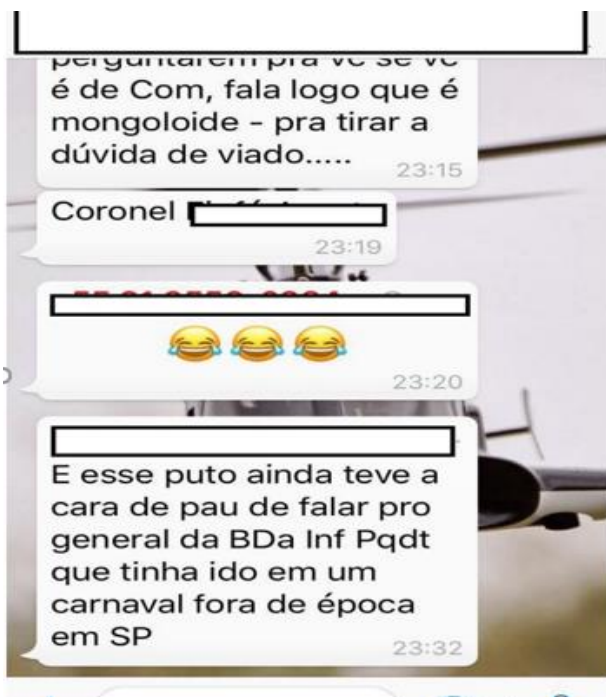 perguntarem pra vc se vc
é de Com, fala logo que é
mongoloide - pra tirar a
dúvida de viado.....
23:15
Coronel
23:19
😂😂😂
23:20
E esse puto ainda teve a
cara de pau de falar pro
general da BDa Inf Pqdt
que tinha ido em um
carnaval fora de época
em SP
23:32